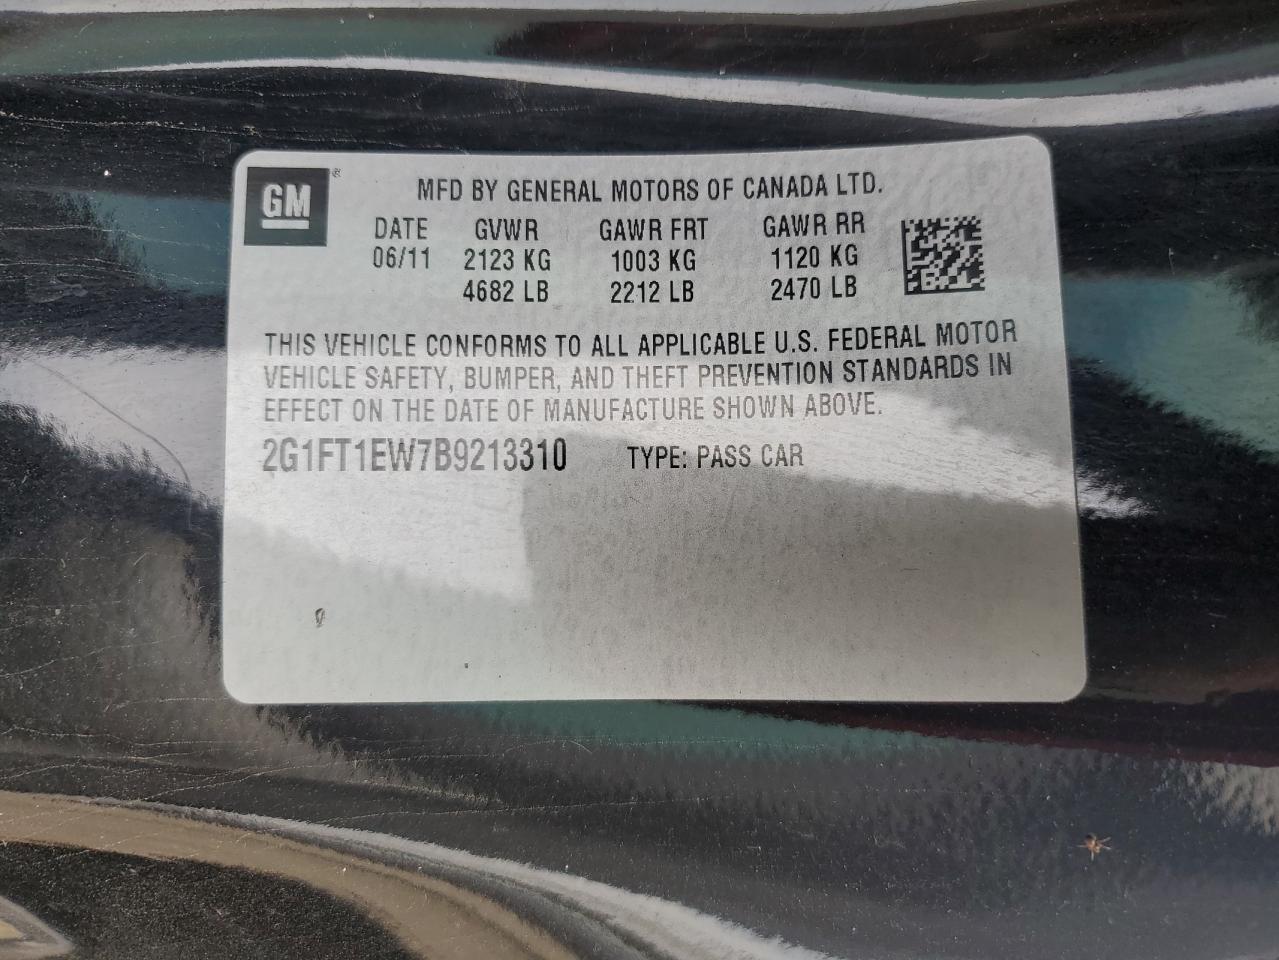 GM®
MFD BY GENERAL MOTORS OF CANADA LTD.
DATE GVWR GAWR FRT GAWR RR
06/11 2123 KG 1003 KG 1120 KG
4682 LB 2212 LB 2470 LB
THIS VEHICLE CONFORMS TO ALL APPLICABLE U.S. FEDERAL MOTOR
VEHICLE SAFETY, BUMPER, AND THEFT PREVENTION STANDARDS IN
EFFECT ON THE DATE OF MANUFACTURE SHOWN ABOVE.
2G1FT1EW7B9213310 TYPE: PASS CAR